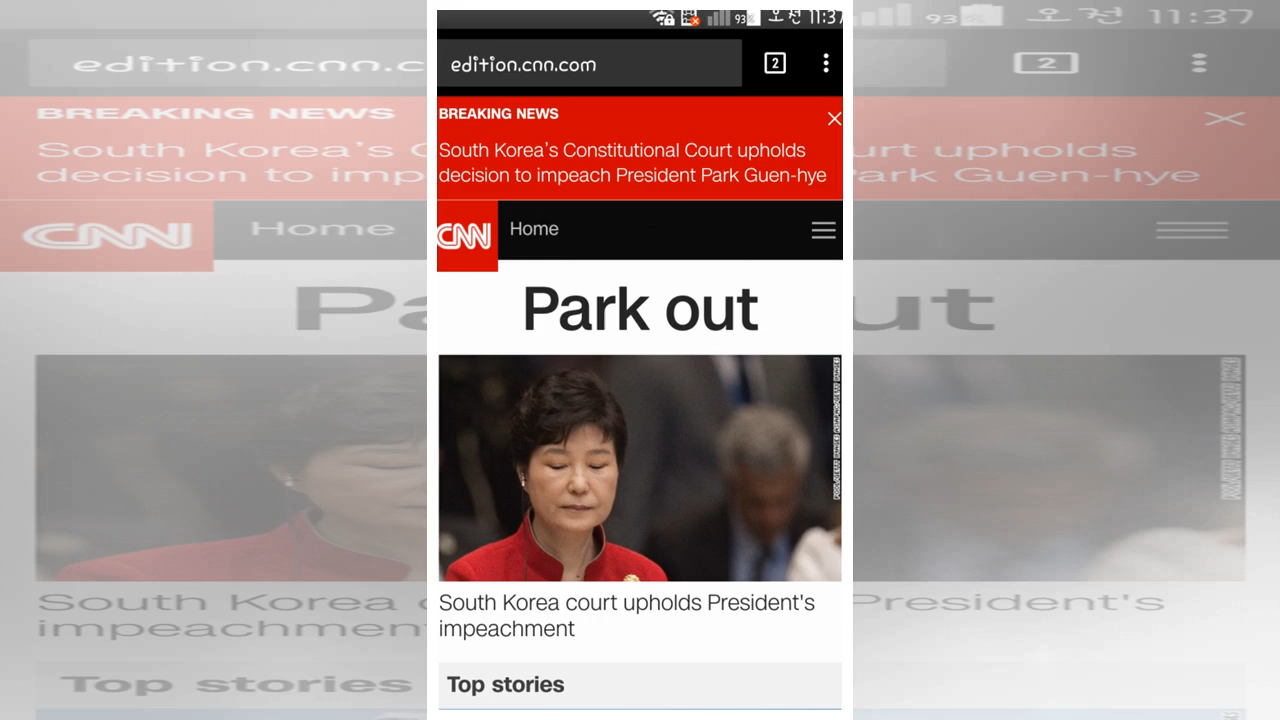 93%
오전 11:37
edition.cnn.com
2
BREAKING NEWS
South Korea's Constitutional Court upholds
decision to impeach President Park Guen-hye
CNN
Home
Park out
South Korea court upholds President's
impeachment
Top stories